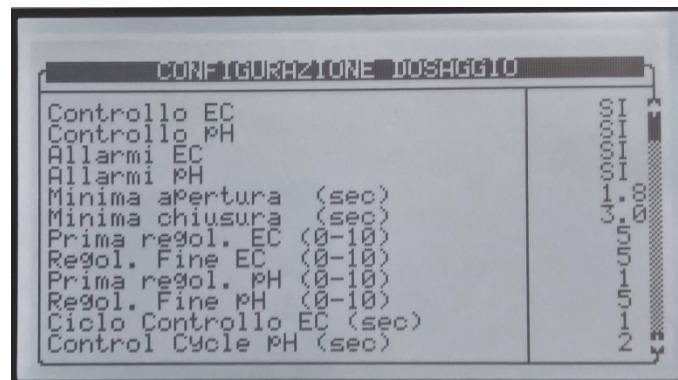 CONFIGURAZIONE DOSAGGIO
Controllo EC SI
Controllo pH SI
Allarmi EC SI
Allarmi pH SI
Minima apertura (sec) 1.8
Minima chiusura (sec) 3.0
Prima regol. EC (0-10) 5
Regol. Fine EC (0-10) 5
Prima regol. pH (0-10) 1
Regol. Fine pH (0-10) 5
Ciclo Controllo EC (sec) 1
Control Cycle pH (sec) 2